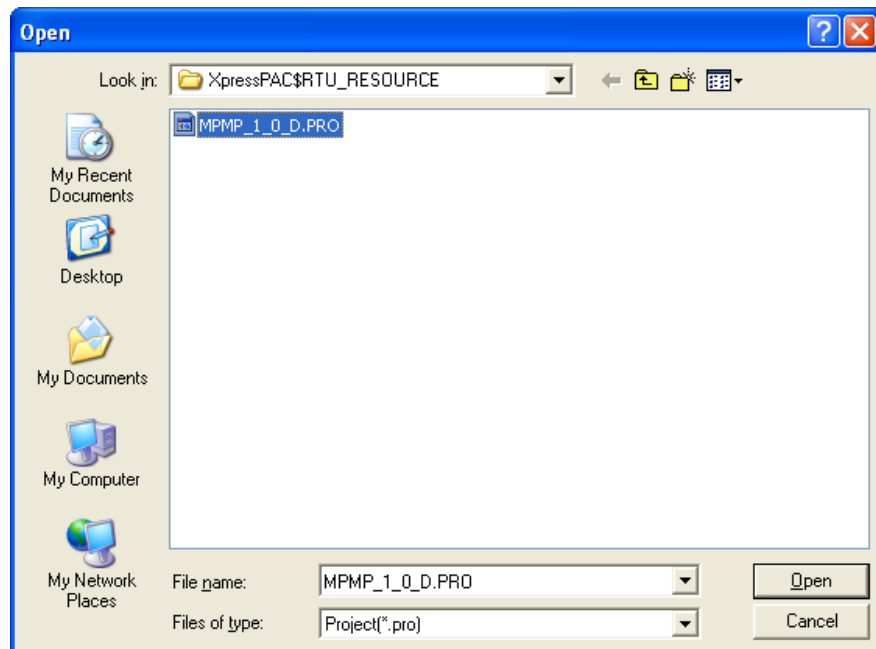 Open
Look in: XpressPAC$RTU_RESOURCE
MPMP_1_0_D.PRO
My Recent
Documents
Desktop
My Documents
My Computer
My Network
Places
File name: MPMP_1_0_D.PRO Open
Files of type: Project(*.pro) Cancel